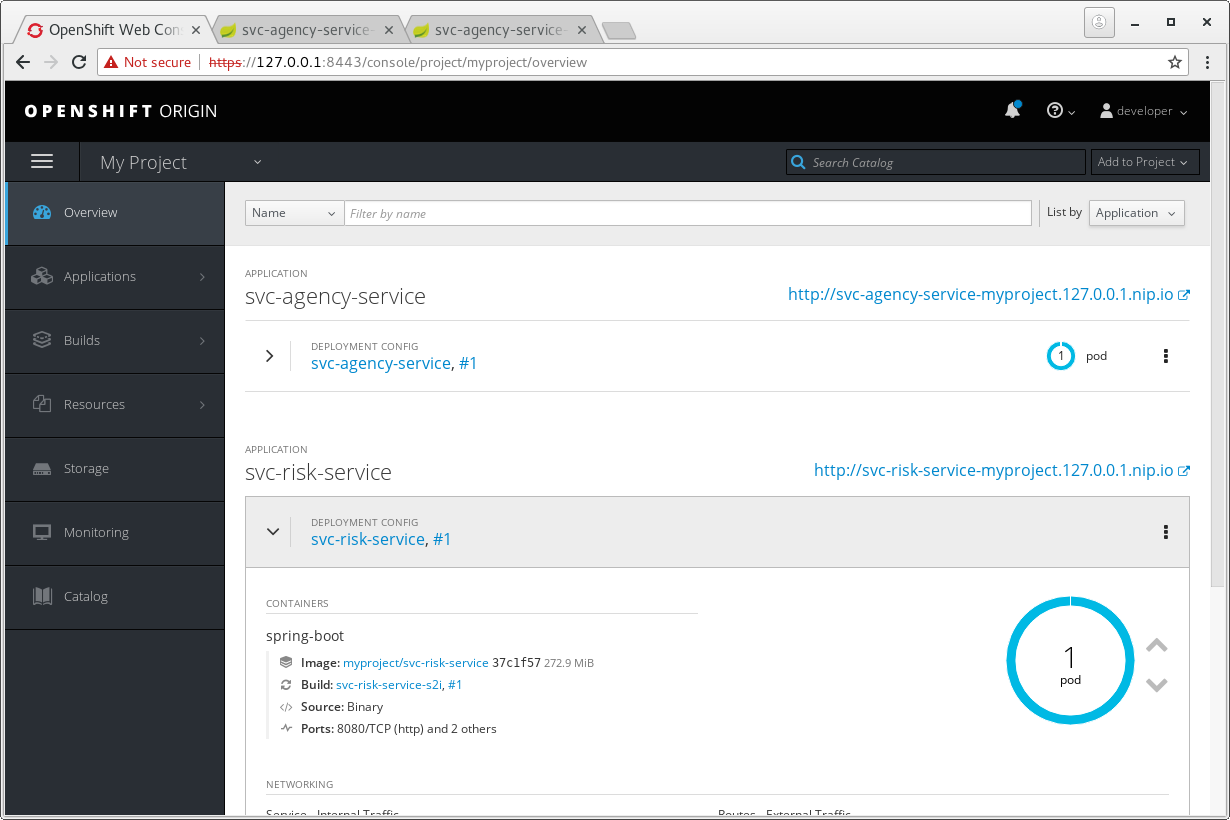 OpenShift Web Con
svc-agency-service-
svc-agency-service-
Not secure https://127.0.0.1:8443/console/project/myproject/overview
OPENSHIFT ORIGIN
developer
My Project
Search Catalog
Add to Project
Overview
Applications
Builds
Resources
Storage
Monitoring
Catalog
Name
Filter by name
List by
Application
APPLICATION
svc-agency-service
http://svc-agency-service-myproject.127.0.0.1.nip.io
DEPLOYMENT CONFIG
svc-agency-service, #1
1 pod
APPLICATION
svc-risk-service
http://svc-risk-service-myproject.127.0.0.1.nip.io
DEPLOYMENT CONFIG
svc-risk-service, #1
CONTAINERS
spring-boot
Image: myproject/svc-risk-service 37c1f57 272.9 MiB
Build: svc-risk-service-s2i, #1
Source: Binary
Ports: 8080/TCP (http) and 2 others
1
pod
NETWORKING
Service - Internal Traffic
Routes - External Traffic